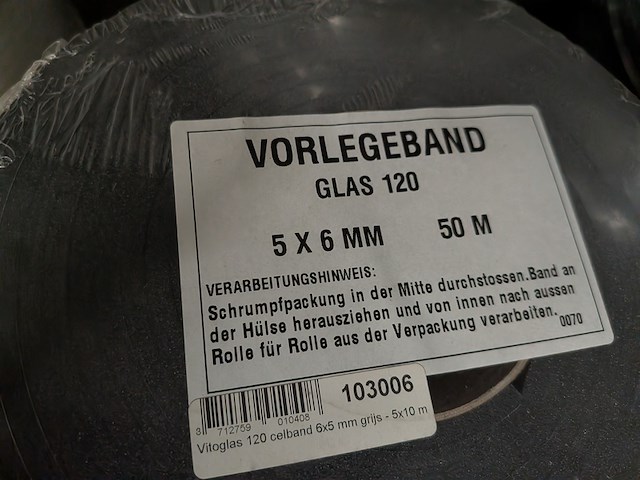 VORLEGEBAND
GLAS 120
5 X 6 MM 50 M
VERARBEITUNGSHINWEIS:
Schrumpfpackung in der Mitte durchstossen.Band an
der Hülse herausziehen und von innen nach aussen
Rolle für Rolle aus der Verpackung verarbeiten.
0070
103006
3 712759 010408
Vitoglas 120 celband 6x5 mm grijs - 5x10 m